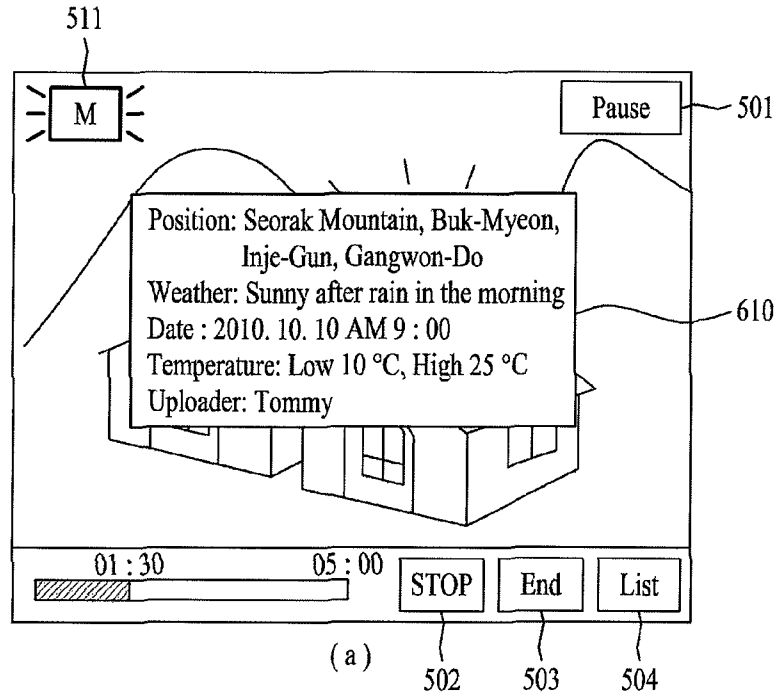 511
M
Pause
501
Position: Seorak Mountain, Buk-Myeon,
Inje-Gun, Gangwon-Do
Weather: Sunny after rain in the morning
610
Date : 2010. 10. 10 AM 9 : 00
Temperature: Low 10 °C, High 25 °C
Uploader: Tommy
01 : 30
05 : 00
STOP
End
List
(a)
502
503
504